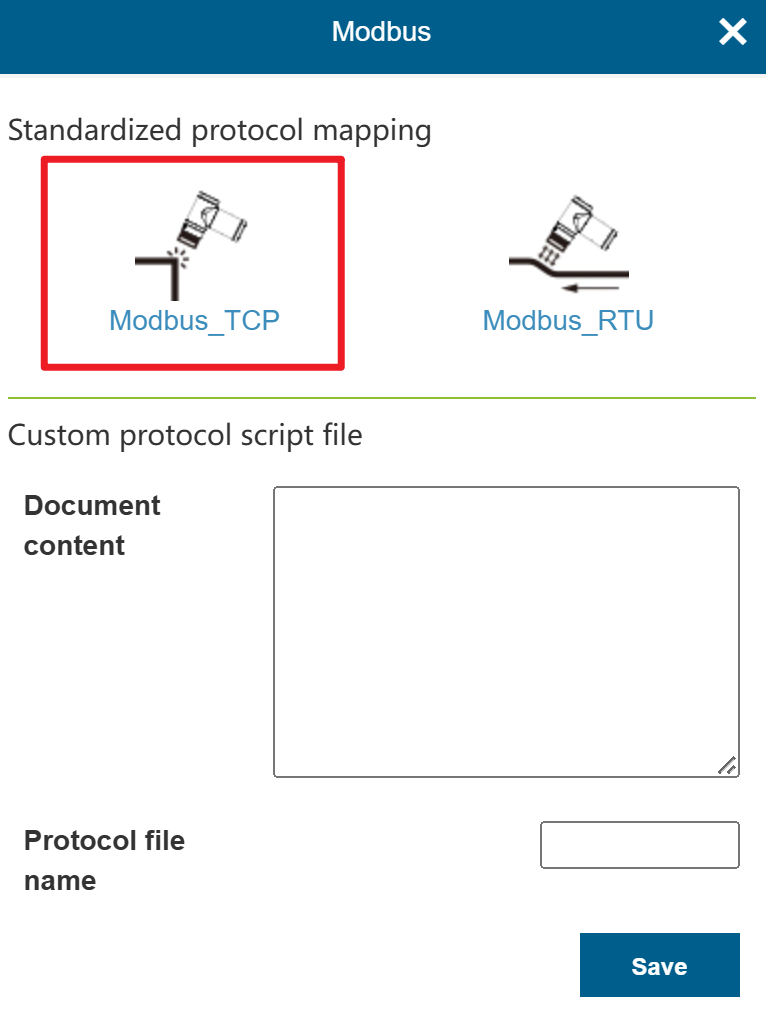 Modbus
Standardized protocol mapping
Modbus_TCP
Modbus_RTU
Custom protocol script file
Document
content
Protocol file
name
Save